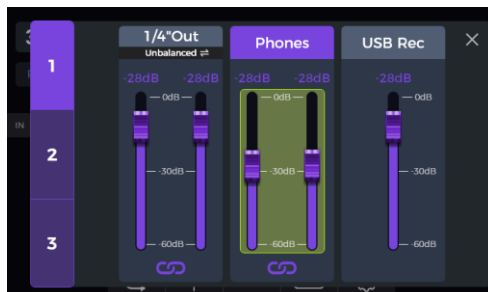 1/4"Out
Unbalanced ⇌
Phones
USB Rec
1
2
3
-28dB -28dB
-28dB -28dB
-28dB
0dB
-30dB
-60dB
0dB
-30dB
-60dB
0dB
-30dB
-60dB
IN